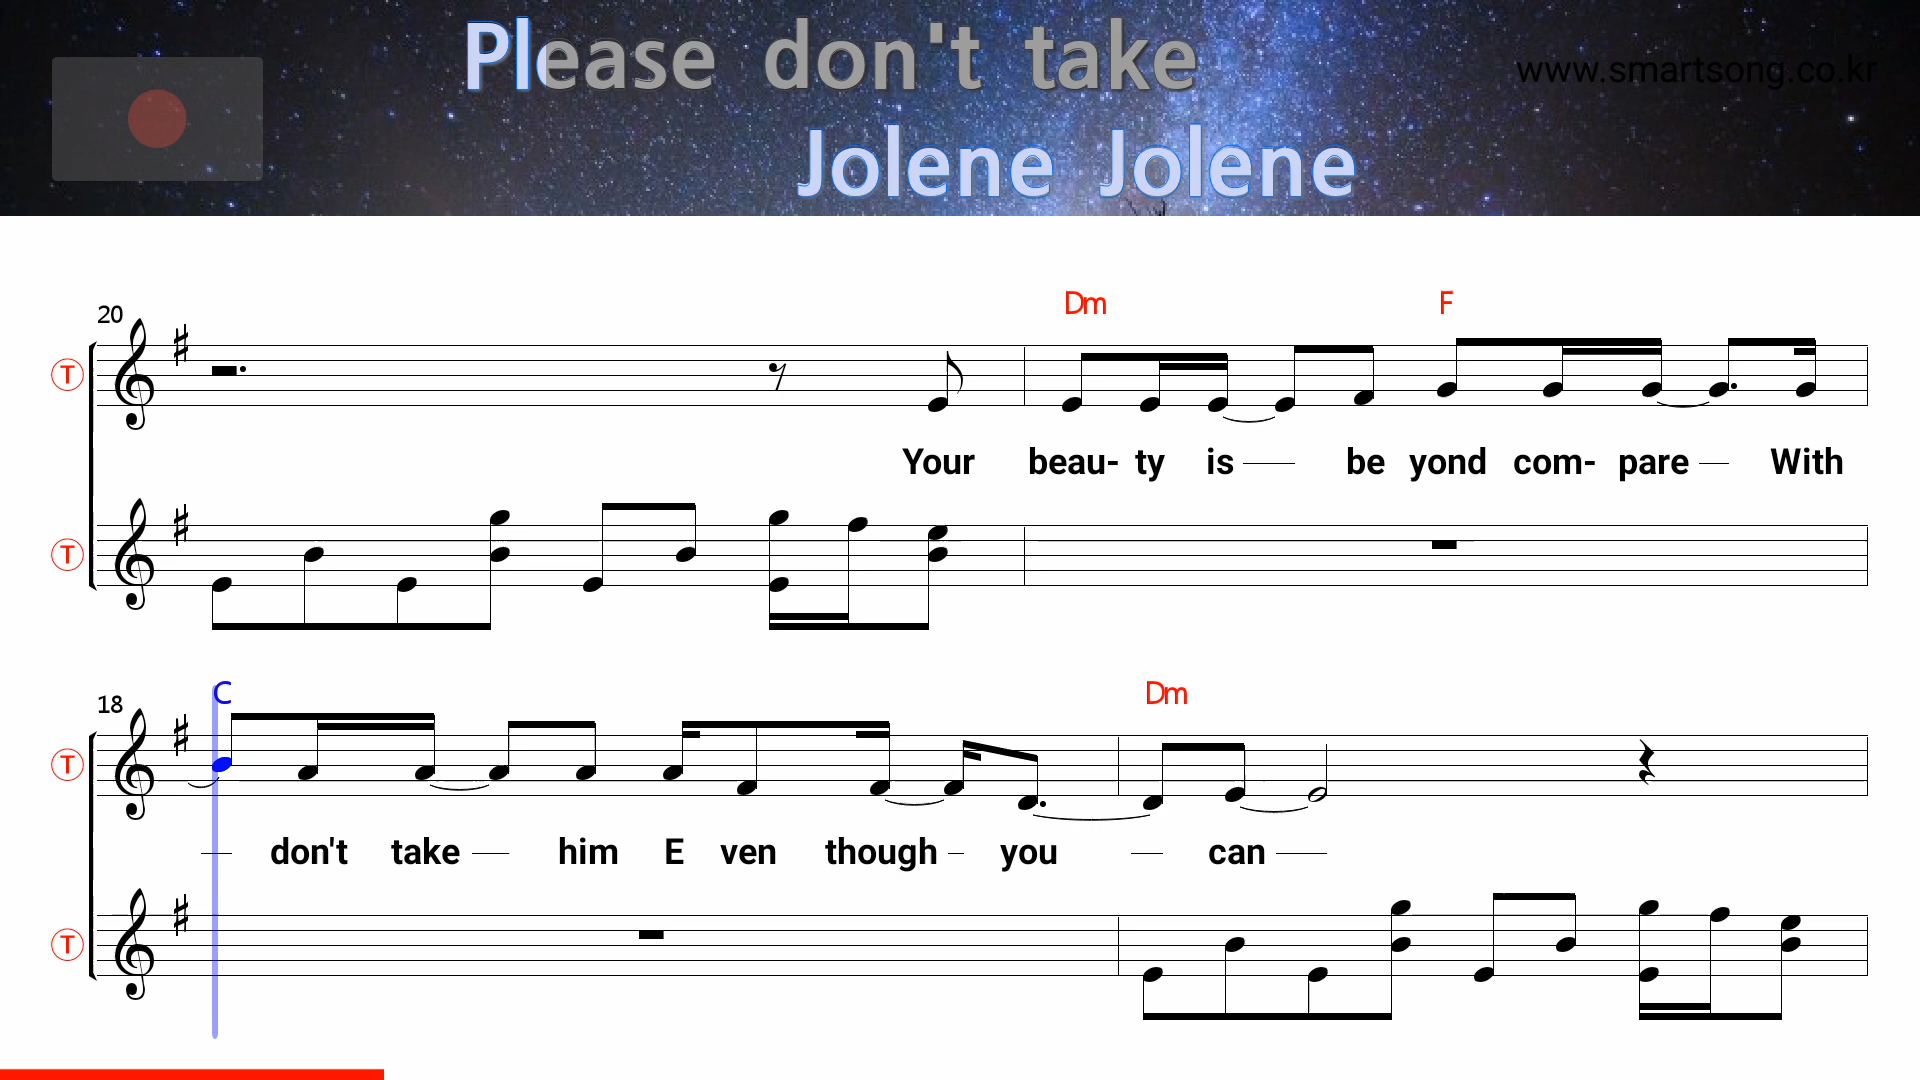 Please don't take
www.smartsong.co.kr
Jolene Jolene
20
Dm F
T
Your beau- ty is — be yond com- pare — With
T
18
C Dm
T
— don't take — him E ven though – you — can —
T